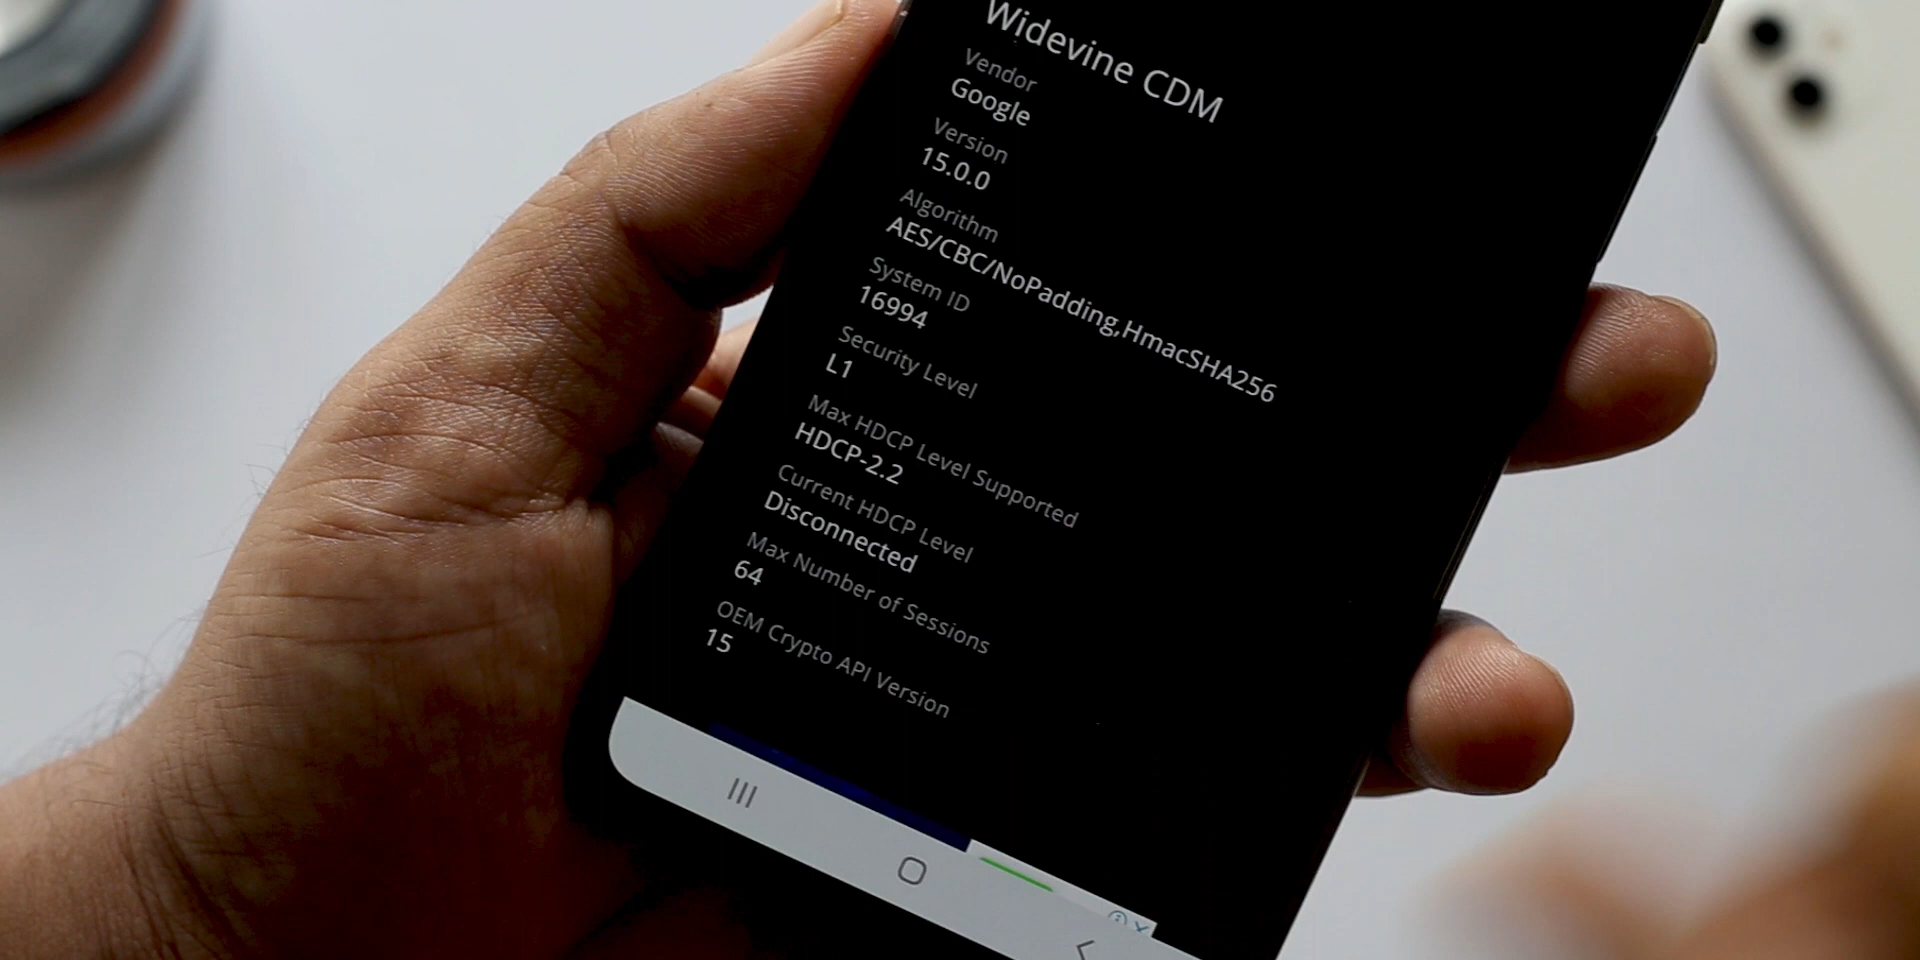 Widevine CDM
Vendor
Google
Version
15.0.0
Algorithm
AES/CBC/NoPadding,HmacSHA256
System ID
16994
Security Level
L1
Max HDCP Level Supported
HDCP-2.2
Current HDCP Level
Disconnected
Max Number of Sessions
64
OEM Crypto API Version
15